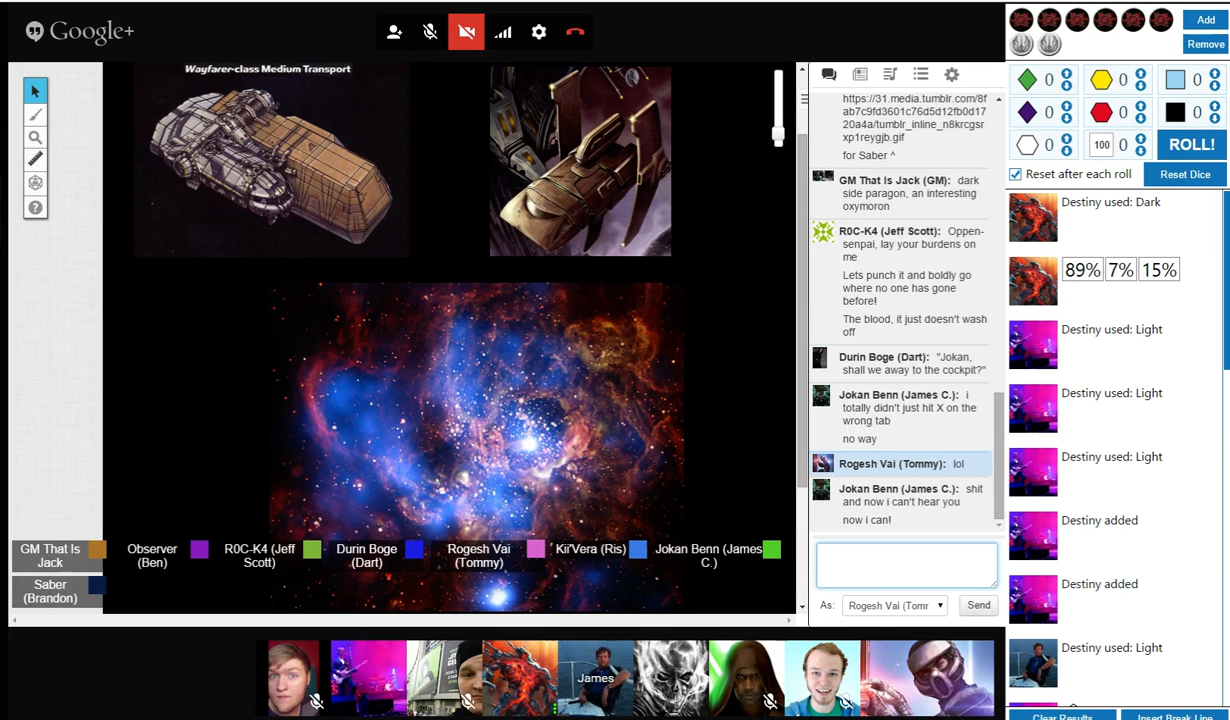 Google+
Wayfarer-class Medium Transport
https://31.media.tumblr.com/8f
ab7c9fd3601c76d5d12fb0d17
20a4a/tumblr_inline_n8krcgsr
xp1reygjb.gif
for Saber ^
GM That Is Jack (GM): dark
side paragon, an interesting
oxymoron
R0C-K4 (Jeff Scott): Oppen-
senpai, lay your burdens on
me
Lets punch it and boldly go
where no one has gone
before!
The blood, it just doesn't wash
off
Durin Boge (Dart): "Jokan,
shall we away to the cockpit?"
Jokan Benn (James C.): i
totally didn't just hit X on the
wrong tab
no way
Rogesh Vai (Tommy): lol
Jokan Benn (James C.): shit
and now i can't hear you
now i can!
As: Rogesh Vai (Tomr
Send
GM That Is
Jack
Observer
(Ben)
R0C-K4 (Jeff
Scott)
Durin Boge
(Dart)
Rogesh Vai
(Tommy)
Kii'Vera (Ris)
Jokan Benn (James
C.)
Saber
(Brandon)
James
Add
Remove
0 0 0
0 0 0
0 100 0 ROLL!
Reset after each roll
Reset Dice
Destiny used: Dark
89% 7% 15%
Destiny used: Light
Destiny used: Light
Destiny used: Light
Destiny added
Destiny added
Destiny used: Light
Clear Results
Insert Break Line